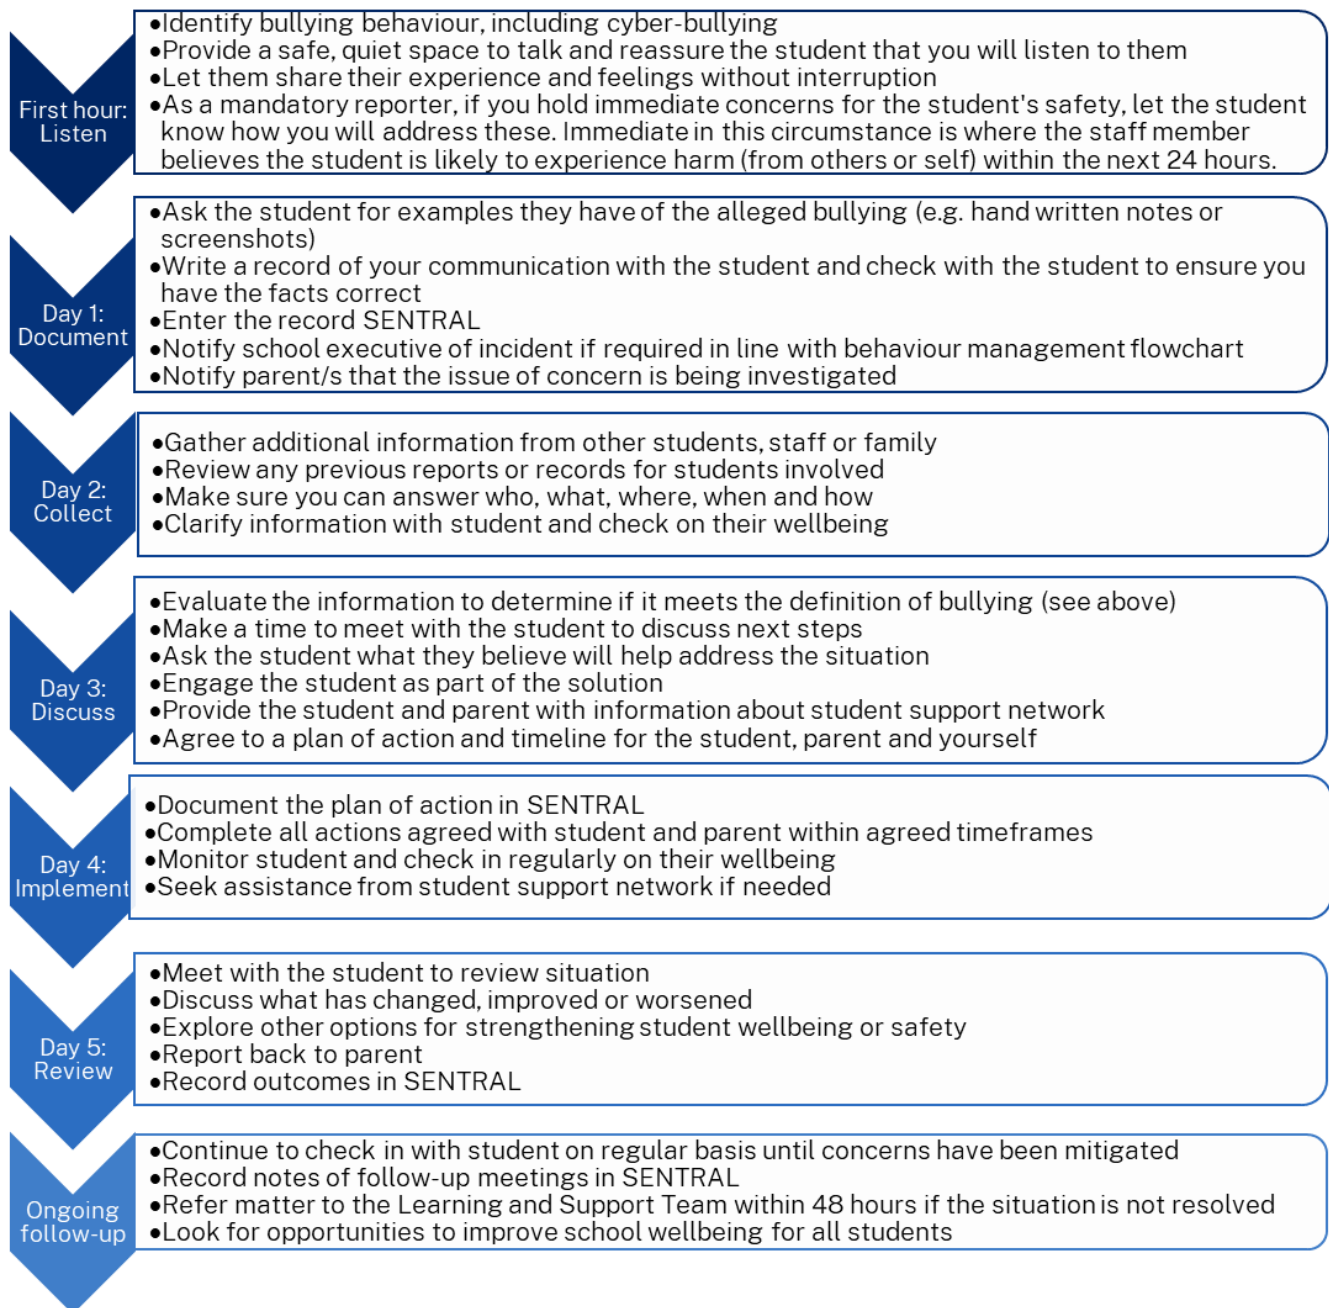 First hour:
Listen
•Identify bullying behaviour, including cyber-bullying
•Provide a safe, quiet space to talk and reassure the student that you will listen to them
•Let them share their experience and feelings without interruption
•As a mandatory reporter, if you hold immediate concerns for the student's safety, let the student
know how you will address these. Immediate in this circumstance is where the staff member
believes the student is likely to experience harm (from others or self) within the next 24 hours.
Day 1:
Document
•Ask the student for examples they have of the alleged bullying (e.g. hand written notes or
screenshots)
•Write a record of your communication with the student and check with the student to ensure you
have the facts correct
•Enter the record SENTRAL
•Notify school executive of incident if required in line with behaviour management flowchart
•Notify parent/s that the issue of concern is being investigated
Day 2:
Collect
•Gather additional information from other students, staff or family
•Review any previous reports or records for students involved
•Make sure you can answer who, what, where, when and how
•Clarify information with student and check on their wellbeing
Day 3:
Discuss
•Evaluate the information to determine if it meets the definition of bullying (see above)
•Make a time to meet with the student to discuss next steps
•Ask the student what they believe will help address the situation
•Engage the student as part of the solution
•Provide the student and parent with information about student support network
•Agree to a plan of action and timeline for the student, parent and yourself
Day 4:
Implement
•Document the plan of action in SENTRAL
•Complete all actions agreed with student and parent within agreed timeframes
•Monitor student and check in regularly on their wellbeing
•Seek assistance from student support network if needed
Day 5:
Review
•Meet with the student to review situation
•Discuss what has changed, improved or worsened
•Explore other options for strengthening student wellbeing or safety
•Report back to parent
•Record outcomes in SENTRAL
Ongoing
follow-up
•Continue to check in with student on regular basis until concerns have been mitigated
•Record notes of follow-up meetings in SENTRAL
•Refer matter to the Learning and Support Team within 48 hours if the situation is not resolved
•Look for opportunities to improve school wellbeing for all students